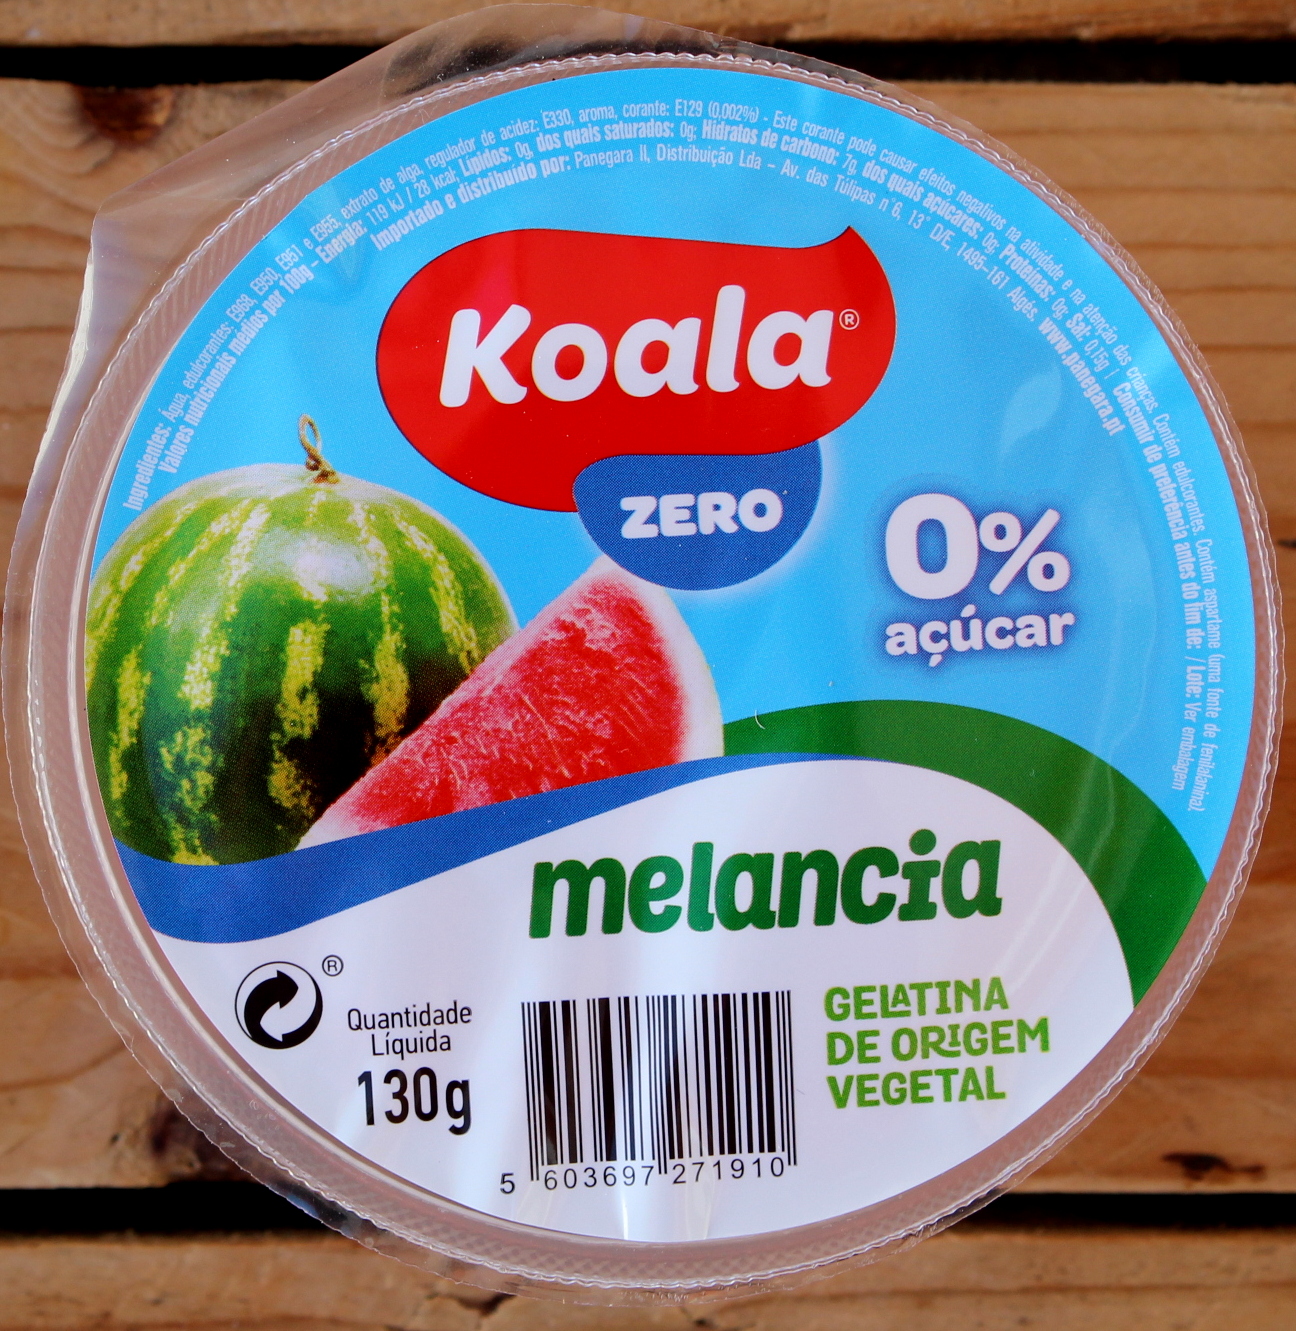 Ingredientes: Água, edulcorantes: E968, E950, E951 e E955, extrato de alga, regulador de acidez: E330, aroma, corante: E129 (0,002%) - Este corante pode causar efeitos negativos na atividade e na atenção das crianças. Contém edulcorantes. Contém aspartame (uma fonte de fenilalanina)
Valores nutricionais médios por 100g – Energia: 119 kJ / 28 kcal; Lípidos: 0g, dos quais saturados: 0g; Hidratos de carbono: 7g, dos quais açúcares: 0g; Proteínas: 0g; Sal: 0,15g | Consumir de preferência antes do fim de: / Lote: Ver embalagem
Importado e distribuído por: Panegara II, Distribuição Lda – Av. das Túlipas nº6, 13º D/E, 1495-161 Algés, www.panegara.pt
Koala®
ZERO
0%
açúcar
melancia
®
Quantidade
Líquida
130g
GELATINA
DE ORIGEM
VEGETAL
5 603697 271910